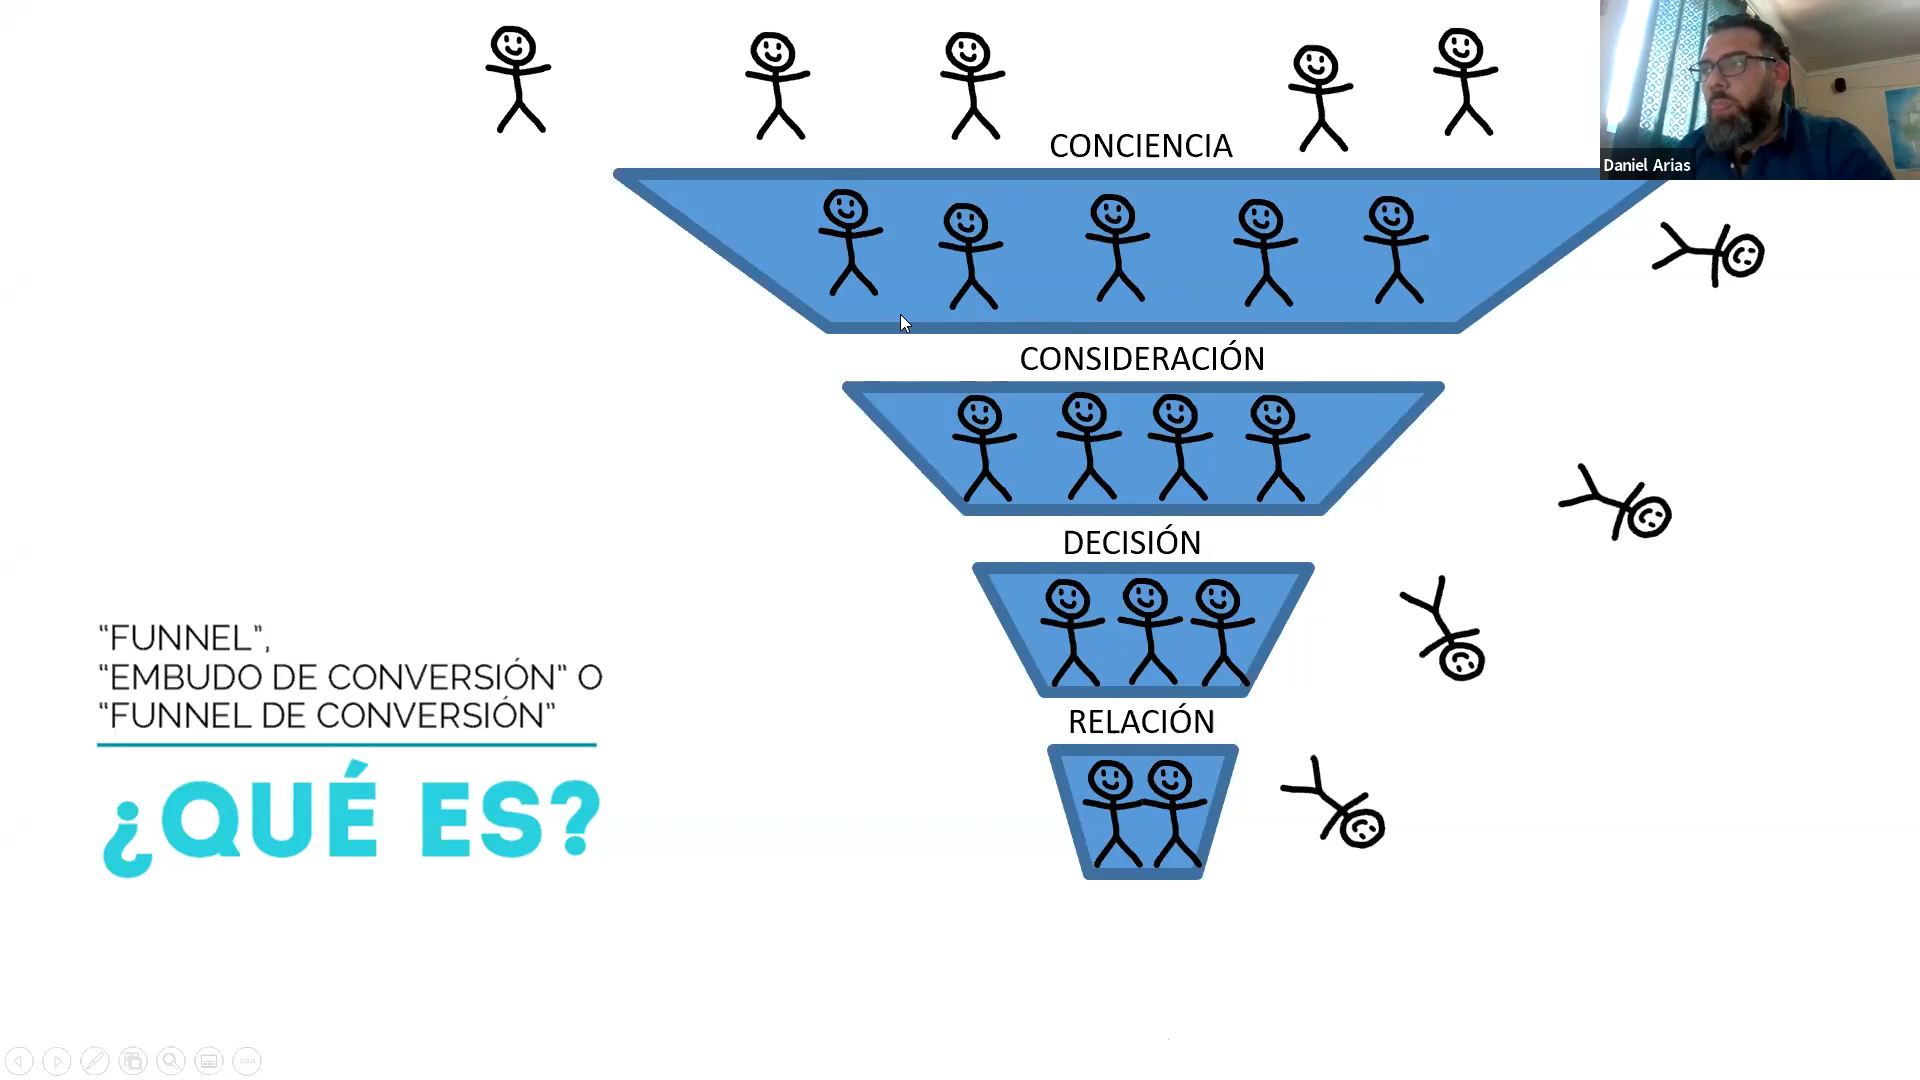 CONCIENCIA
Daniel Arias
CONSIDERACIÓN
DECISIÓN
“FUNNEL”,
“EMBUDO DE CONVERSIÓN” O
“FUNNEL DE CONVERSIÓN”
RELACIÓN
¿QUÉ ES?